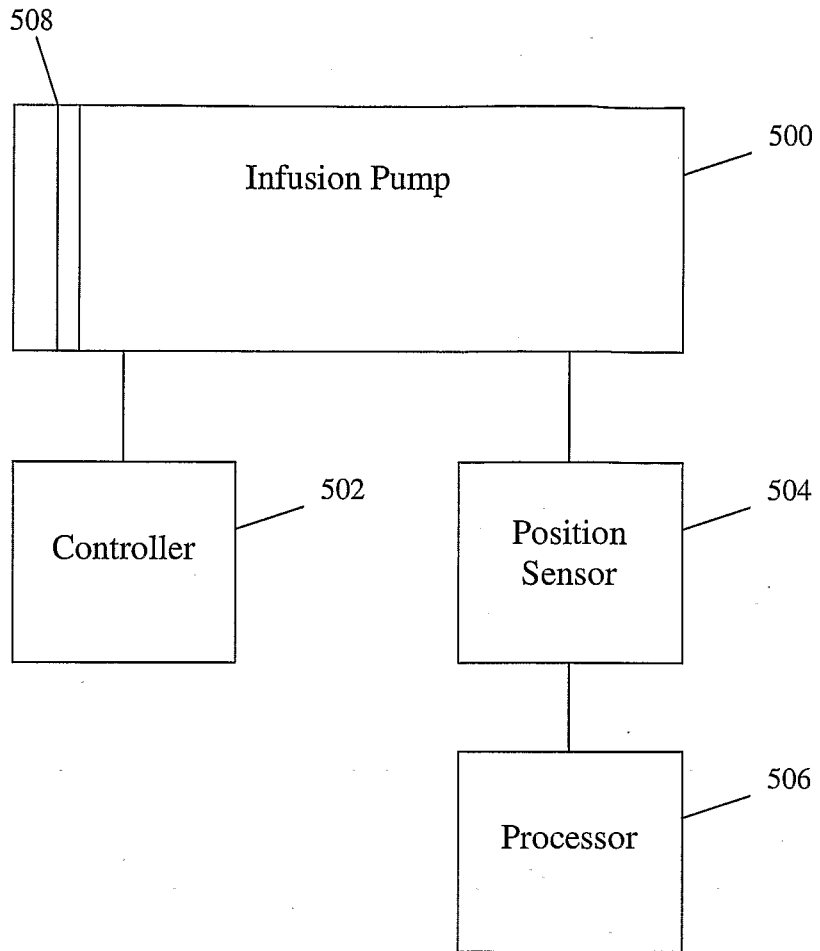 508
500
Infusion Pump
502
Controller
504
Position
Sensor
506
Processor